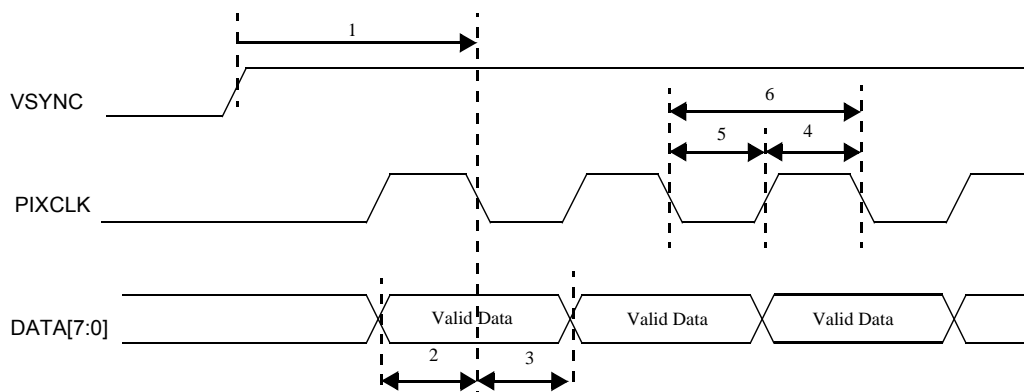 1
VSYNC
6
5 4
PIXCLK
DATA[7:0]
Valid Data Valid Data Valid Data
2 3